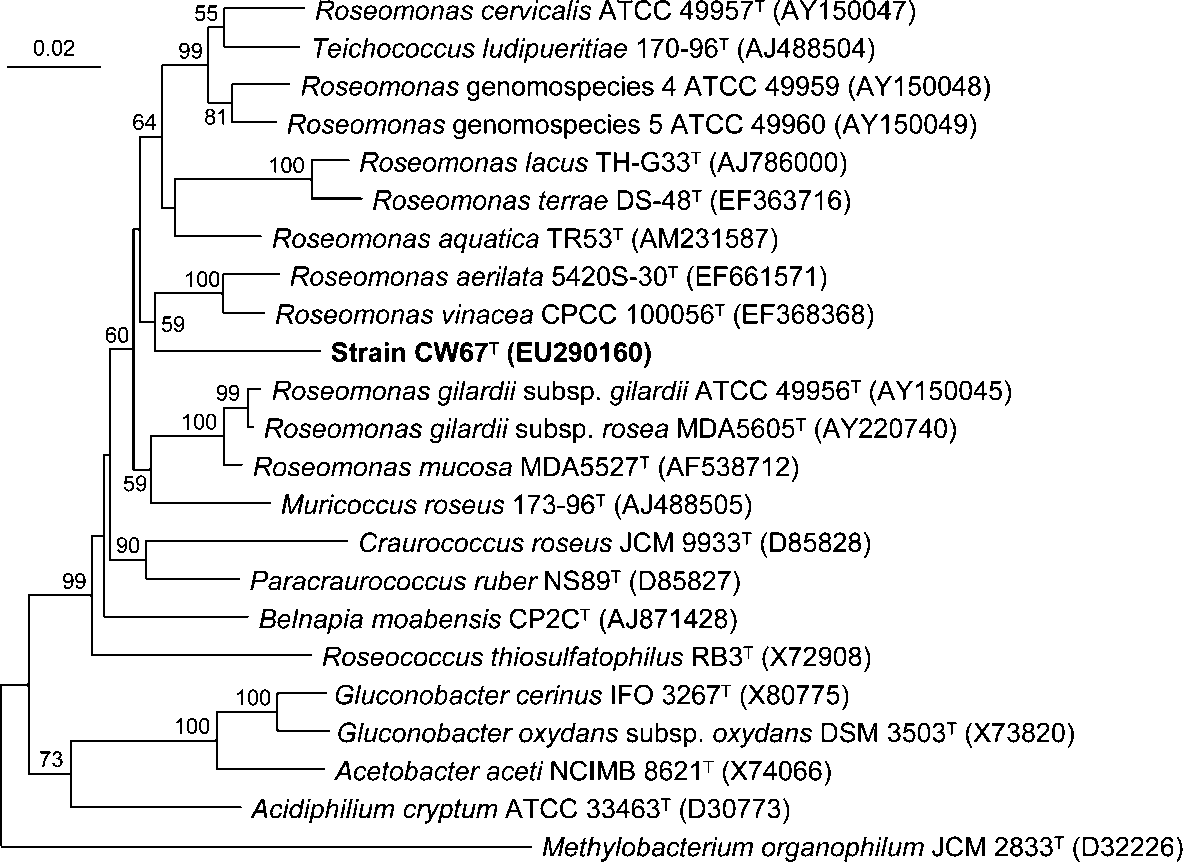 55
Roseomonas cervicalis ATCC 49957ᵀ (AY150047)
0.02
99
Teichococcus ludipueritiae 170-96ᵀ (AJ488504)
Roseomonas genomospecies 4 ATCC 49959 (AY150048)
81
64
Roseomonas genomospecies 5 ATCC 49960 (AY150049)
100
Roseomonas lacus TH-G33ᵀ (AJ786000)
Roseomonas terrae DS-48ᵀ (EF363716)
Roseomonas aquatica TR53ᵀ (AM231587)
100
Roseomonas aerilata 5420S-30ᵀ (EF661571)
Roseomonas vinacea CPCC 100056ᵀ (EF368368)
59
60
Strain CW67ᵀ (EU290160)
99
Roseomonas gilardii subsp. gilardii ATCC 49956ᵀ (AY150045)
100
Roseomonas gilardii subsp. rosea MDA5605ᵀ (AY220740)
Roseomonas mucosa MDA5527ᵀ (AF538712)
59
Muricoccus roseus 173-96ᵀ (AJ488505)
90
Craurococcus roseus JCM 9933ᵀ (D85828)
99
Paracraurococcus ruber NS89ᵀ (D85827)
Belnapia moabensis CP2Cᵀ (AJ871428)
Roseococcus thiosulfatophilus RB3ᵀ (X72908)
100
Gluconobacter cerinus IFO 3267ᵀ (X80775)
100
Gluconobacter oxydans subsp. oxydans DSM 3503ᵀ (X73820)
73
Acetobacter aceti NCIMB 8621ᵀ (X74066)
Acidiphilium cryptum ATCC 33463ᵀ (D30773)
Methylobacterium organophilum JCM 2833ᵀ (D32226)